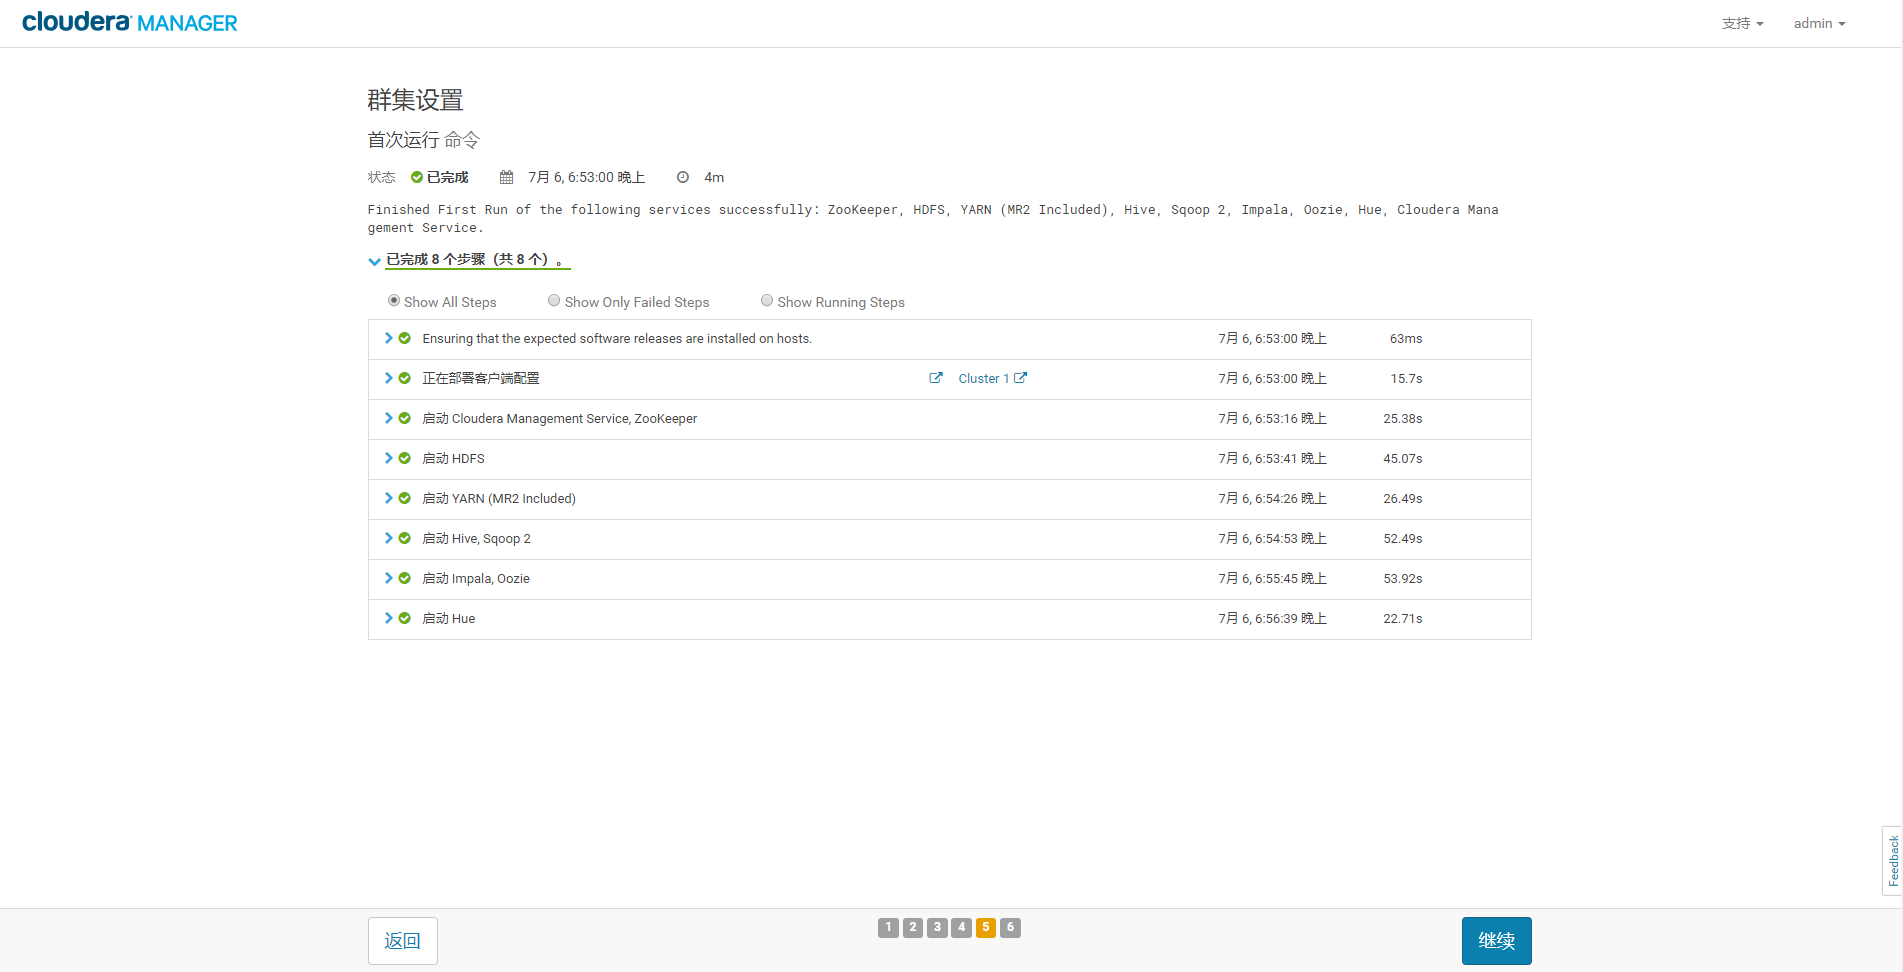 cloudera MANAGER
支持
admin
群集设置
首次运行 命令
状态 已完成 7月 6, 6:53:00 晚上 4m
Finished First Run of the following services successfully: ZooKeeper, HDFS, YARN (MR2 Included), Hive, Sqoop 2, Impala, Oozie, Hue, Cloudera Mana
gement Service.
已完成 8 个步骤（共 8 个）。
Show All Steps Show Only Failed Steps Show Running Steps
Ensuring that the expected software releases are installed on hosts. 7月 6, 6:53:00 晚上 63ms
正在部署客户端配置 Cluster 1 7月 6, 6:53:00 晚上 15.7s
启动 Cloudera Management Service, ZooKeeper 7月 6, 6:53:16 晚上 25.38s
启动 HDFS 7月 6, 6:53:41 晚上 45.07s
启动 YARN (MR2 Included) 7月 6, 6:54:26 晚上 26.49s
启动 Hive, Sqoop 2 7月 6, 6:54:53 晚上 52.49s
启动 Impala, Oozie 7月 6, 6:55:45 晚上 53.92s
启动 Hue 7月 6, 6:56:39 晚上 22.71s
Feedback
返回
1 2 3 4 5 6
继续